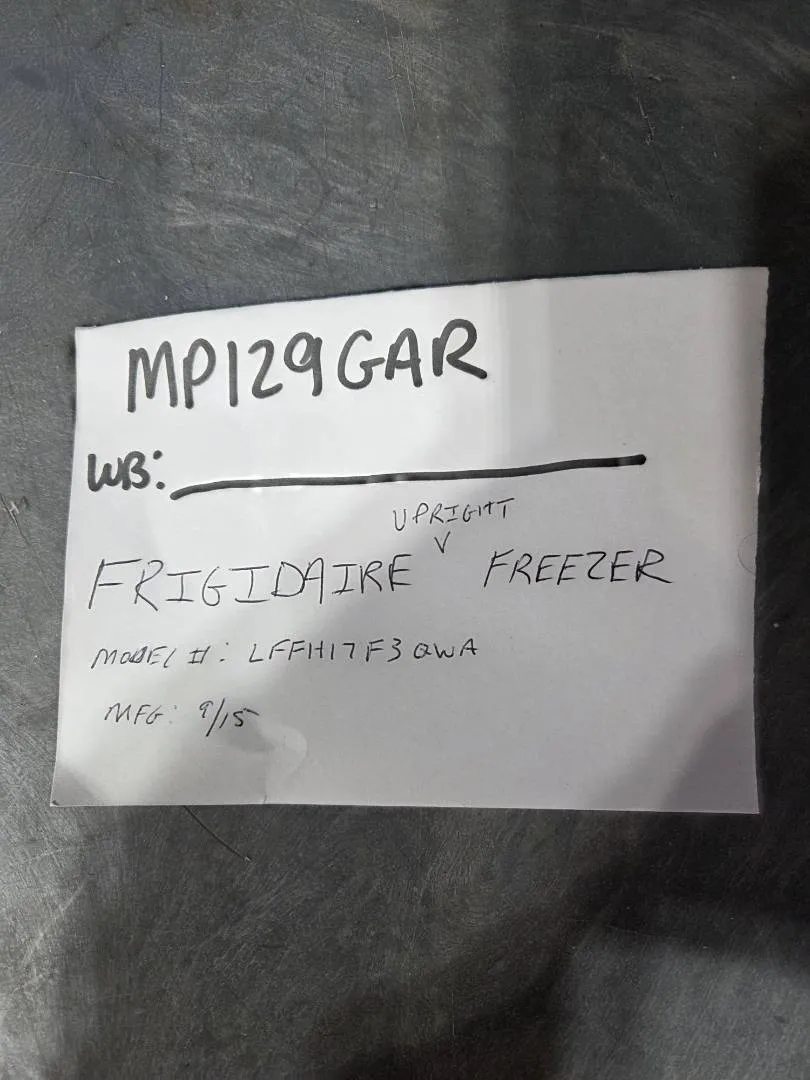 MP129GAR
WB:
UPRIGHT
FRIGIDAIRE FREEZER
MODEL #: LFFH17F3QWA
MFG: 9/15